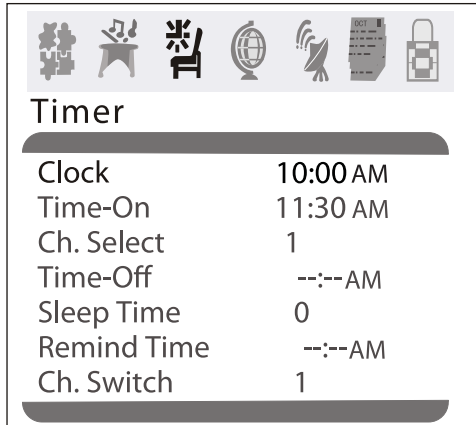 DCT
Timer
Clock 10:00 AM
Time-On 11:30 AM
Ch. Select 1
Time-Off --:-- AM
Sleep Time 0
Remind Time --:-- AM
Ch. Switch 1